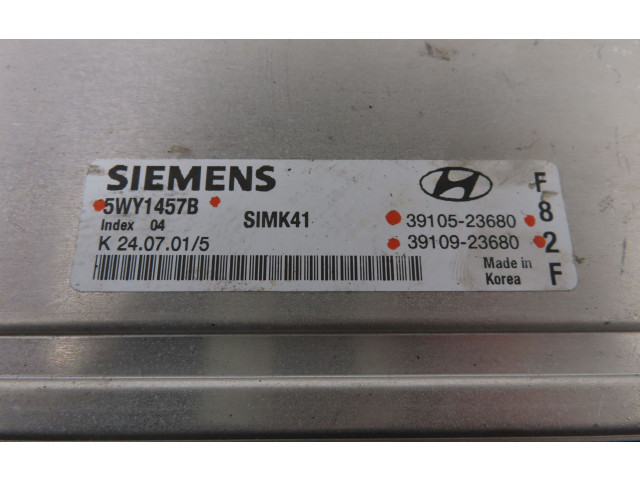 SIEMENS
5WY1457B
Index 04
SIMK41
K 24.07.01/5
39105-23680
39109-23680
Made in
Korea
F
8
2
F